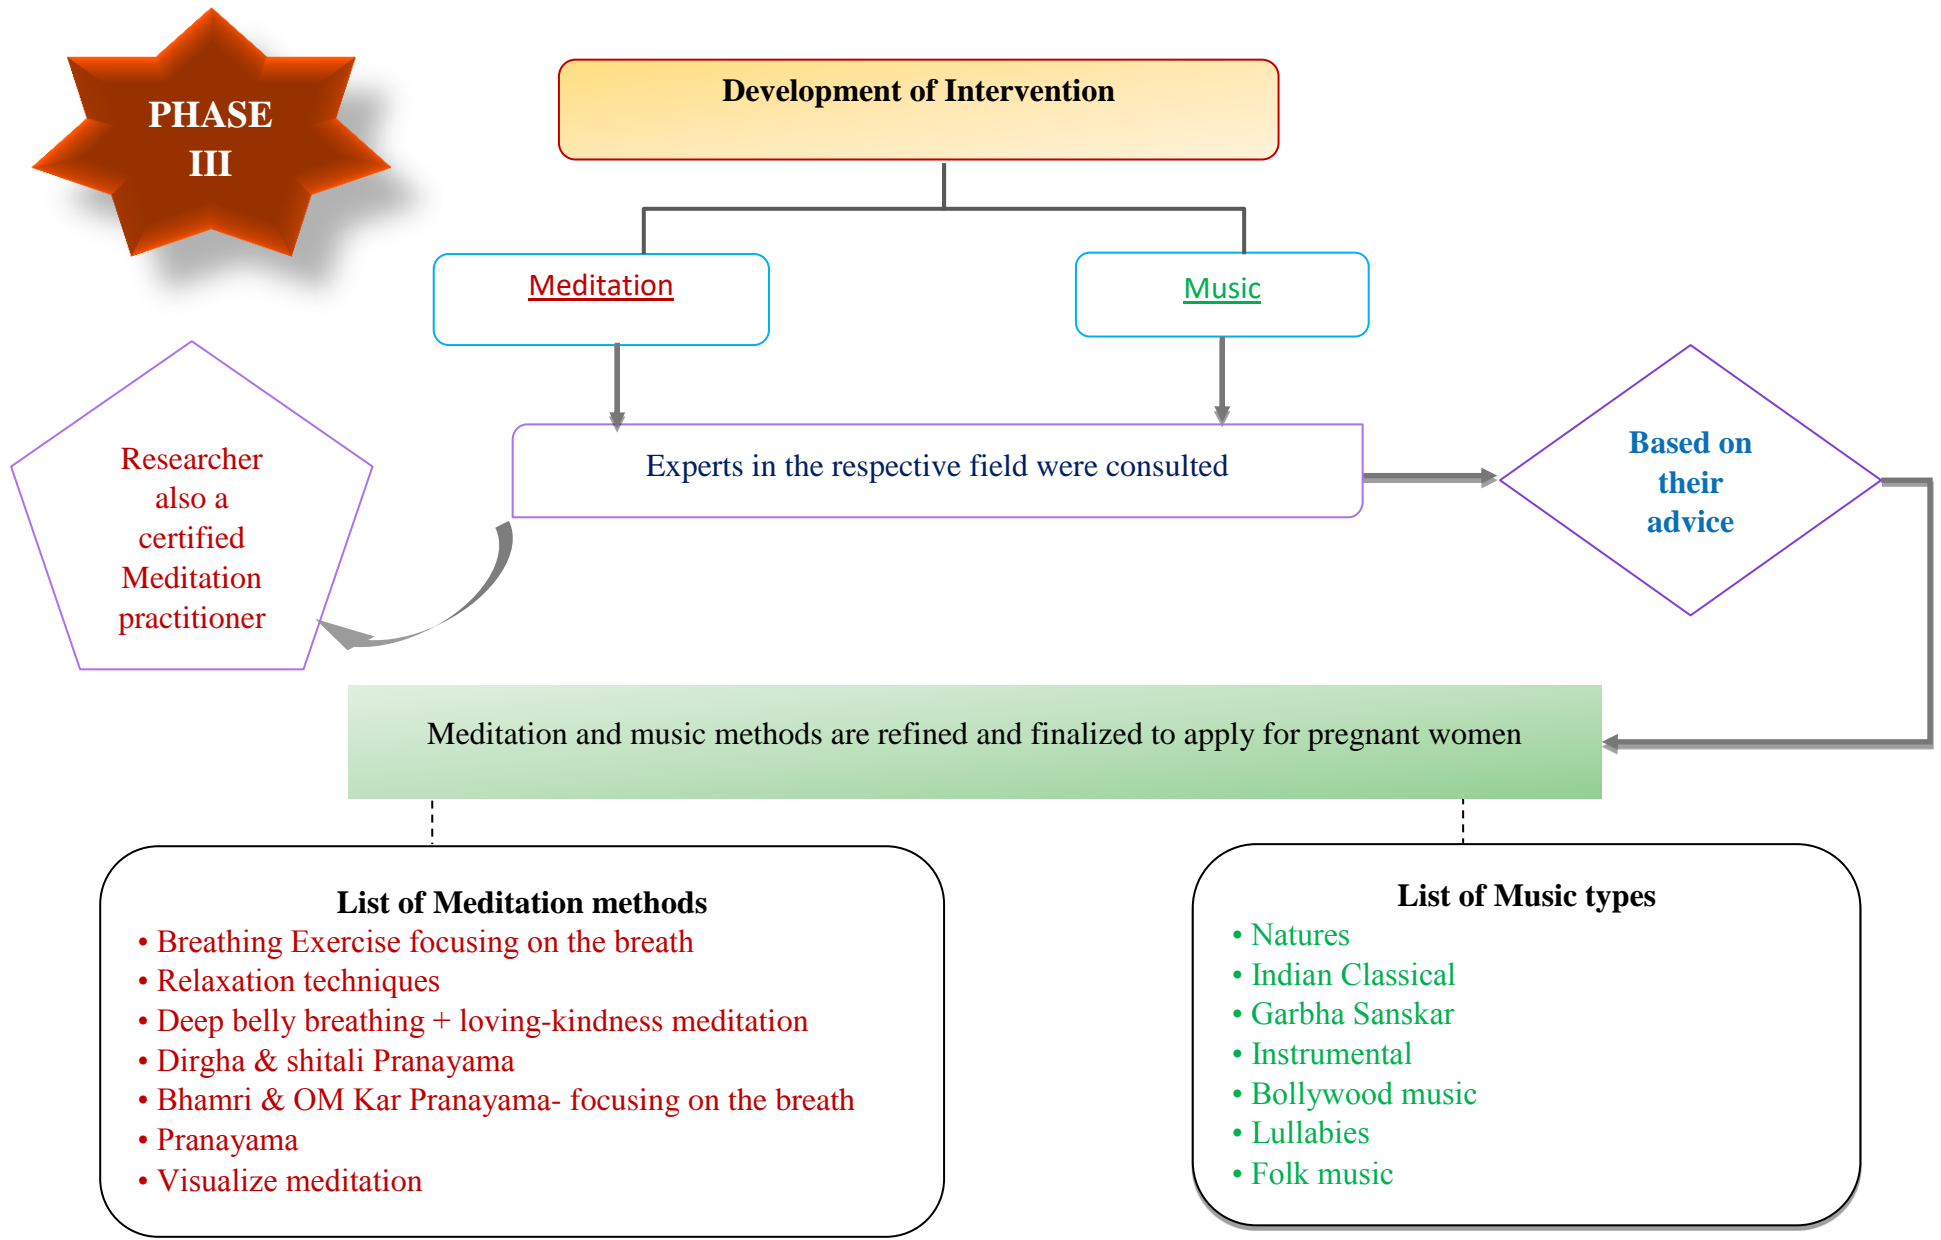 PHASE
III
Development of Intervention
Meditation
Music
Experts in the respective field were consulted
Based on
their
advice
Researcher
also a
certified
Meditation
practitioner
Meditation and music methods are refined and finalized to apply for pregnant women
List of Meditation methods
• Breathing Exercise focusing on the breath
• Relaxation techniques
• Deep belly breathing + loving-kindness meditation
• Dirgha & shitali Pranayama
• Bhamri & OM Kar Pranayama- focusing on the breath
• Pranayama
• Visualize meditation
List of Music types
• Natures
• Indian Classical
• Garbha Sanskar
• Instrumental
• Bollywood music
• Lullabies
• Folk music